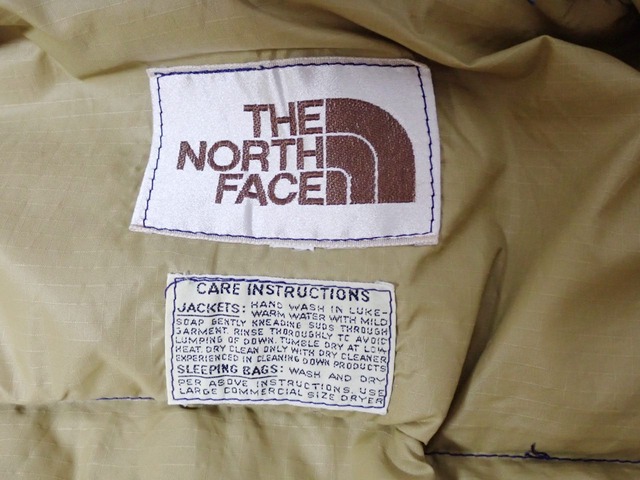 THE
NORTH
FACE
CARE INSTRUCTIONS
JACKETS: HAND WASH IN LUKE-
WARM WATER WITH MILD
SOAP GENTLY KNEADING SUDS THROUGH
GARMENT. RINSE THOROUGHLY TO AVOID
LUMPING OF DOWN. TUMBLE DRY AT LOW
HEAT. DRY CLEAN ONLY WITH DRY CLEANER
EXPERIENCED IN CLEANING DOWN PRODUCTS
SLEEPING BAGS: WASH AND DRY
PER ABOVE INSTRUCTIONS. USE
LARGE COMMERCIAL SIZE DRYER